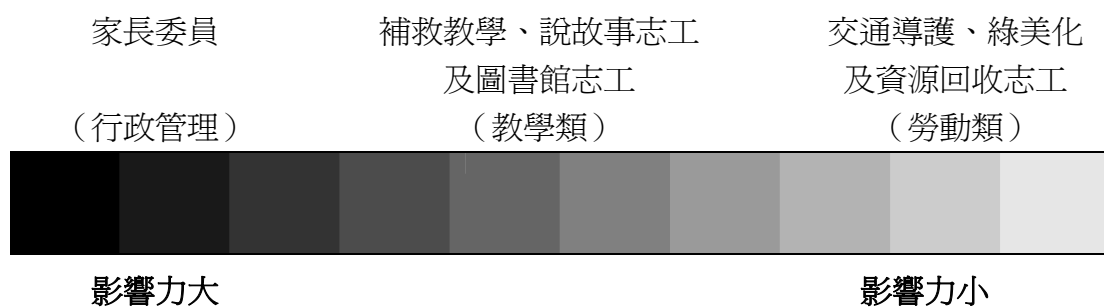 家長委員 補救教學、說故事志工 交通導護、綠美化
及圖書館志工 及資源回收志工
（行政管理） （教學類） （勞動類）
影響力大 影響力小